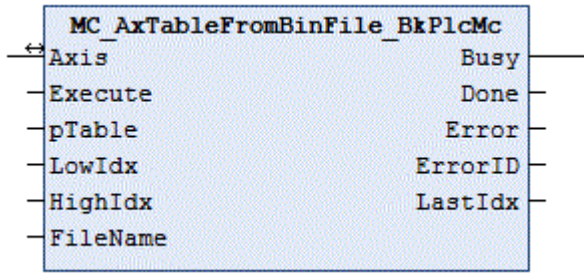 MC_AxTableFromBinFile_BkPlcMc
Axis Busy
Execute Done
pTable Error
LowIdx ErrorID
HighIdx LastIdx
FileName